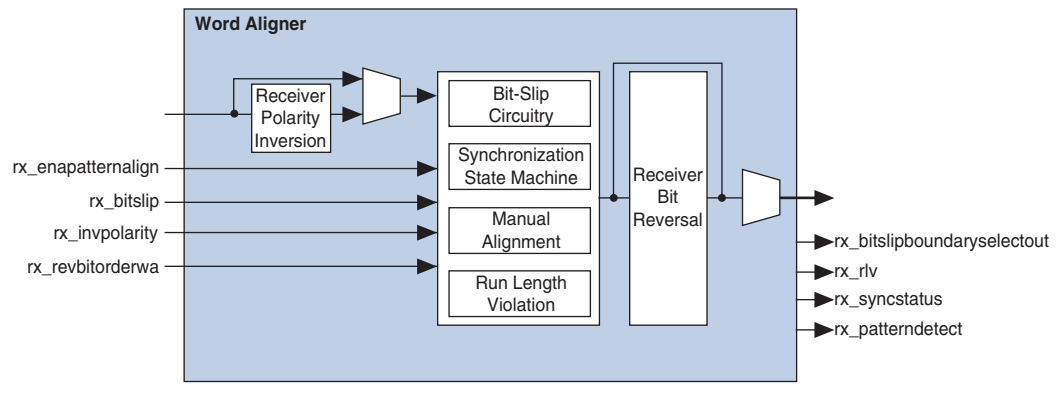 Word Aligner
Receiver
Polarity
Inversion
Bit-Slip
Circuitry
rx_enapatternalign
Synchronization
State Machine
rx_bitslip
Manual
Alignment
rx_invpolarity
rx_revbitorderwa
Run Length
Violation
Receiver
Bit
Reversal
rx_bitslipboundaryselectout
rx_rlv
rx_syncstatus
rx_patterndetect